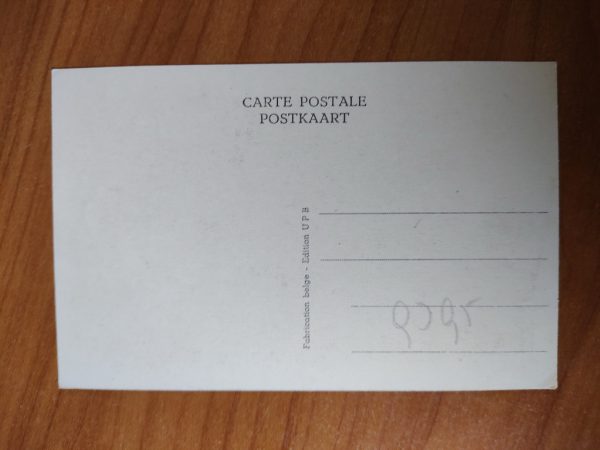 CARTE POSTALE
POSTKAART
Fabrication belge - Edition U P B